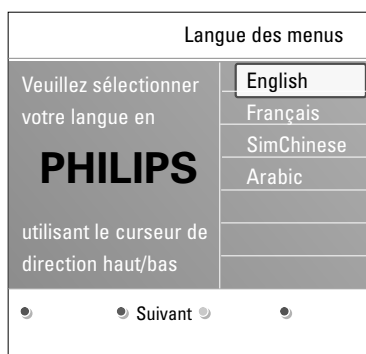 Langue des menus
Veuillez sélectionner
votre langue en
PHILIPS
utilisant le curseur de
direction haut/bas
English
Français
SimChinese
Arabic
Suivant